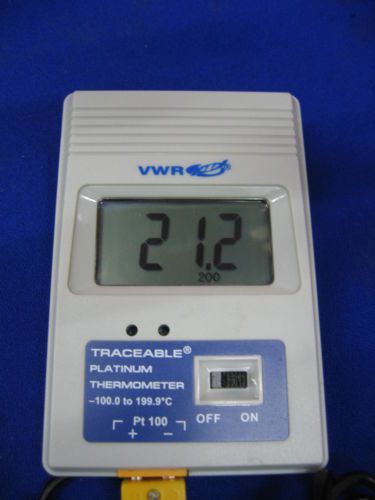 VWR
21.2
200
TRACEABLE®
PLATINUM
THERMOMETER
–100.0 to 199.9°C
Pt 100
+ –
OFF ON